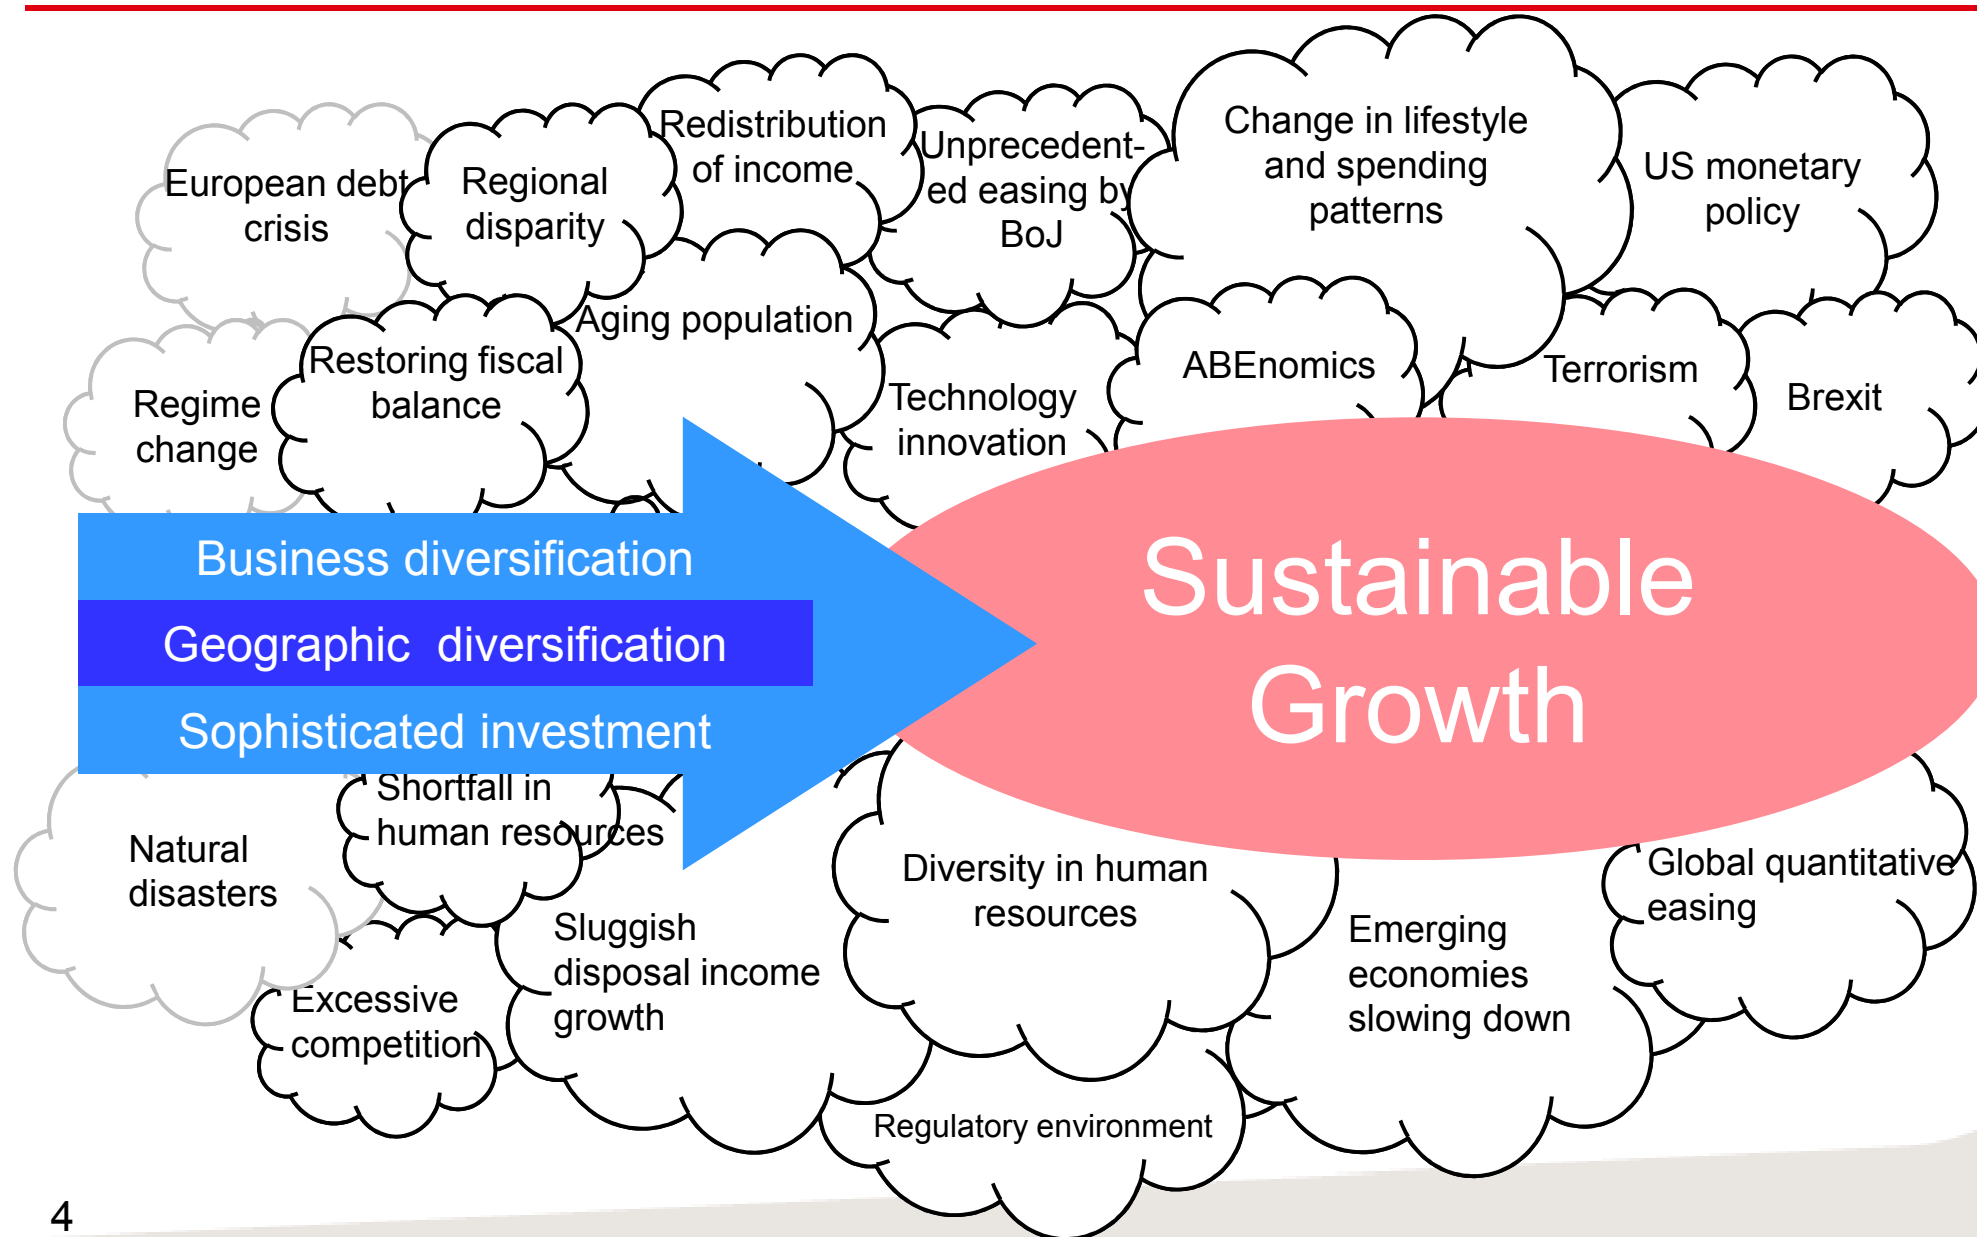 European debt
crisis
Regional
disparity
Redistribution
of income
Unprecedent-
ed easing by
BoJ
Change in lifestyle
and spending
patterns
US monetary
policy
Regime
change
Restoring fiscal
balance
Aging population
Technology
innovation
ABEnomics
Terrorism
Brexit
Business diversification
Geographic  diversification
Sophisticated investment
Sustainable
Growth
Natural
disasters
Shortfall in
human resources
Excessive
competition
Sluggish
disposal income
growth
Diversity in human
resources
Regulatory environment
Emerging
economies
slowing down
Global quantitative
easing
4